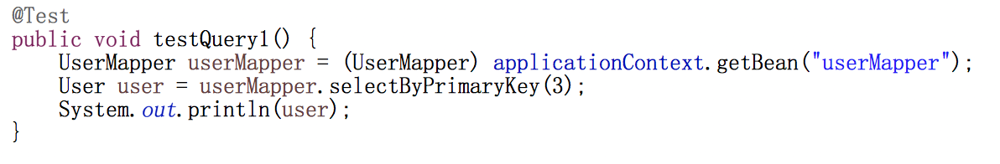 @Test
public void testQuery1() {
    UserMapper userMapper = (UserMapper) applicationContext.getBean("userMapper");
    User user = userMapper.selectByPrimaryKey(3);
    System.out.println(user);
}